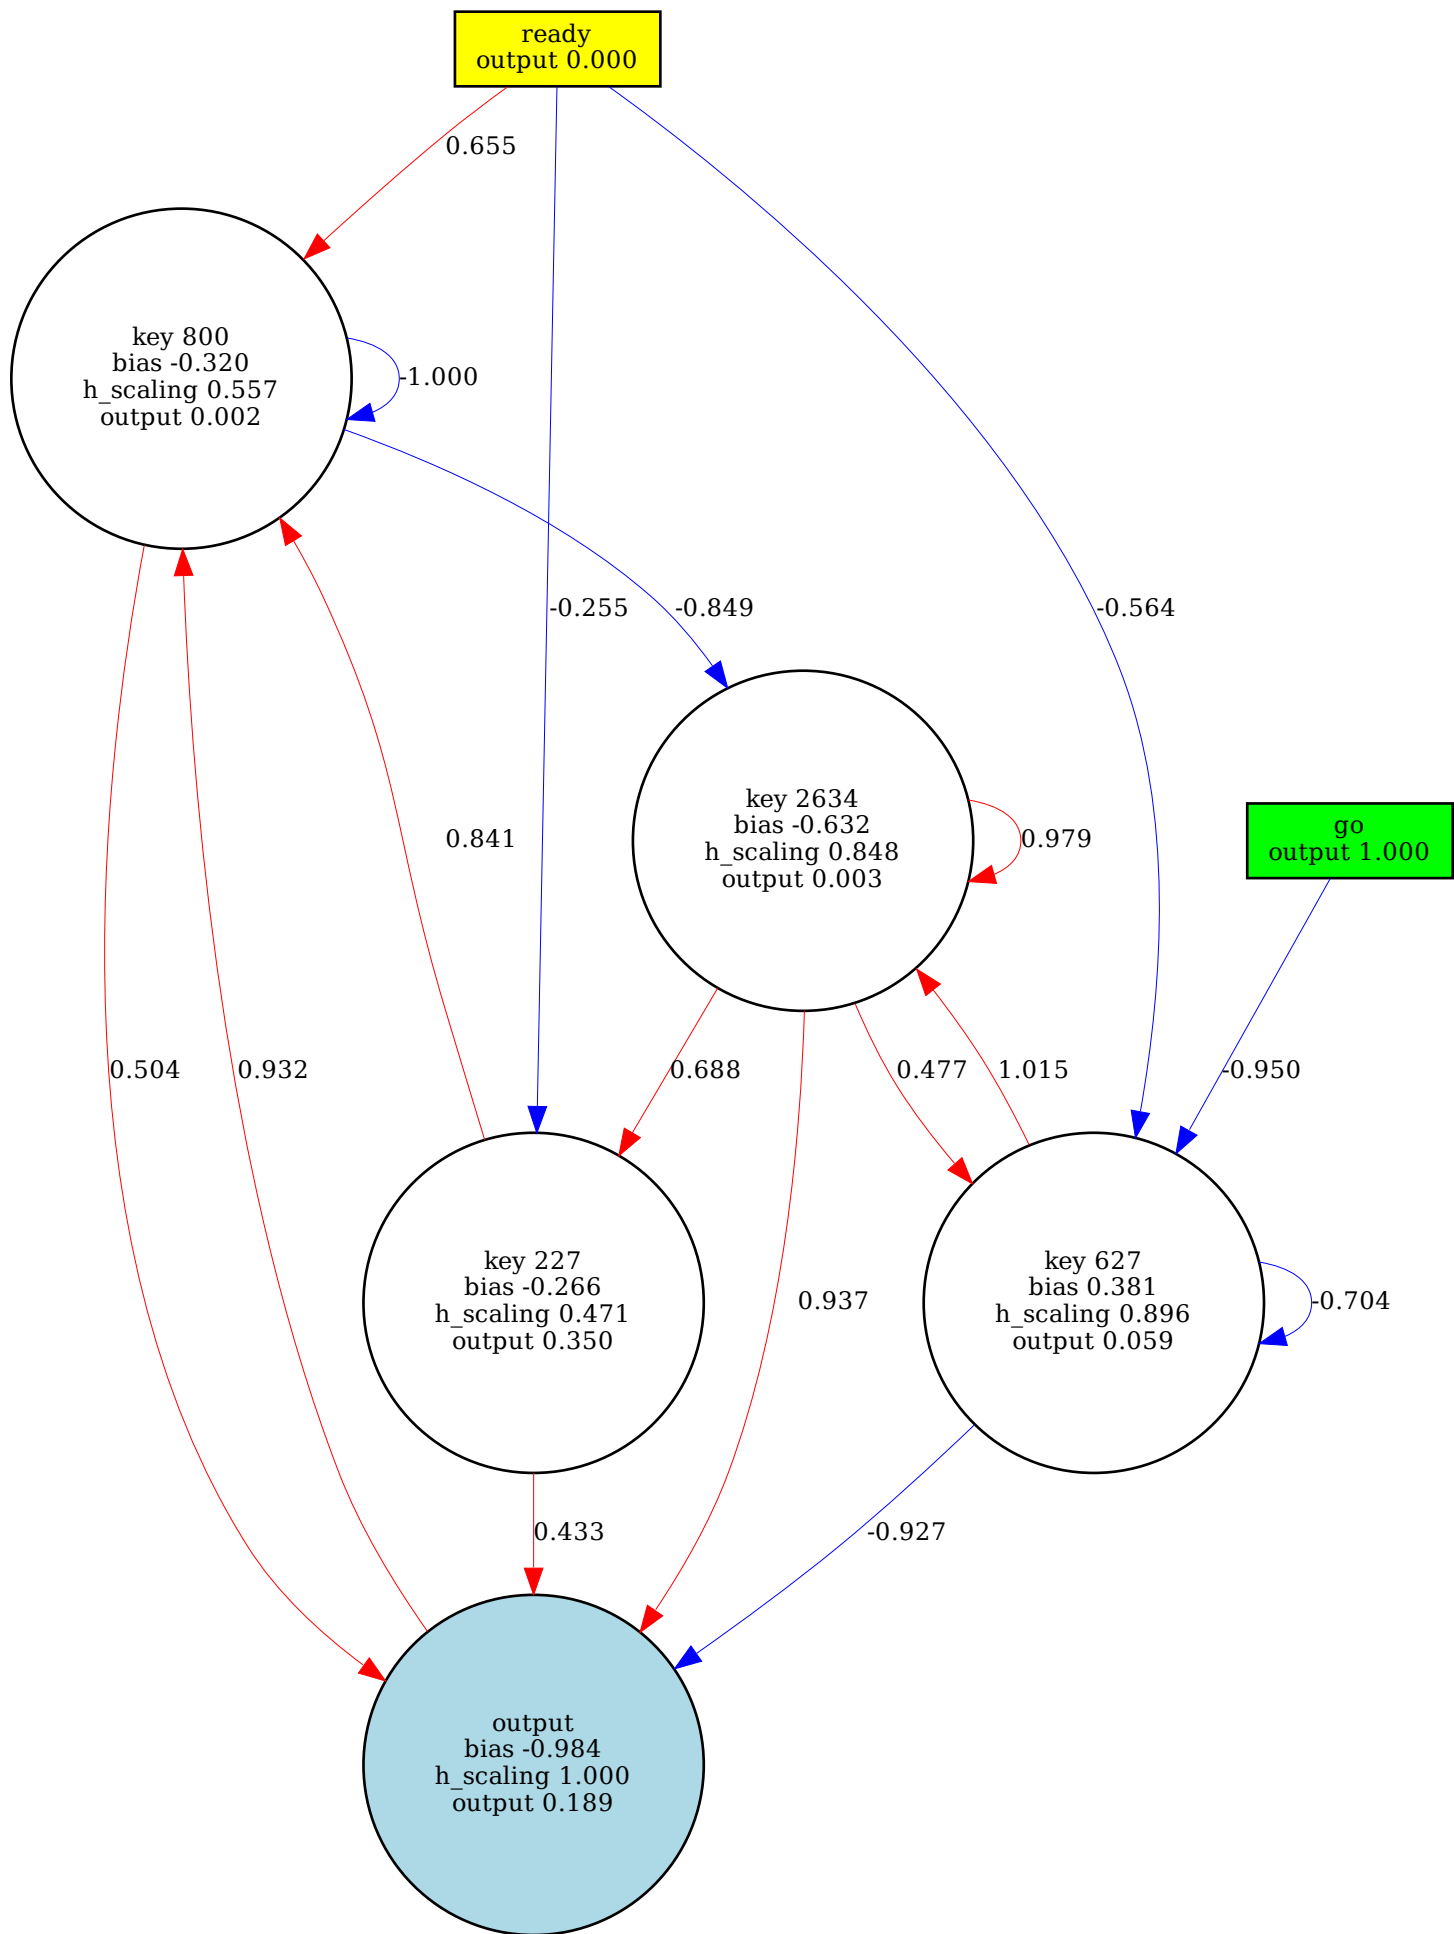 ready
output 0.000
0.655
key 800
bias -0.320
h_scaling 0.557
output 0.002
-1.000
-0.255
-0.849
-0.564
key 2634
bias -0.632
h_scaling 0.848
output 0.003
0.841
0.979
go
output 1.000
0.504
0.932
0.688
0.477
1.015
-0.950
key 227
bias -0.266
h_scaling 0.471
output 0.350
0.937
key 627
bias 0.381
h_scaling 0.896
output 0.059
-0.704
0.433
-0.927
output
bias -0.984
h_scaling 1.000
output 0.189